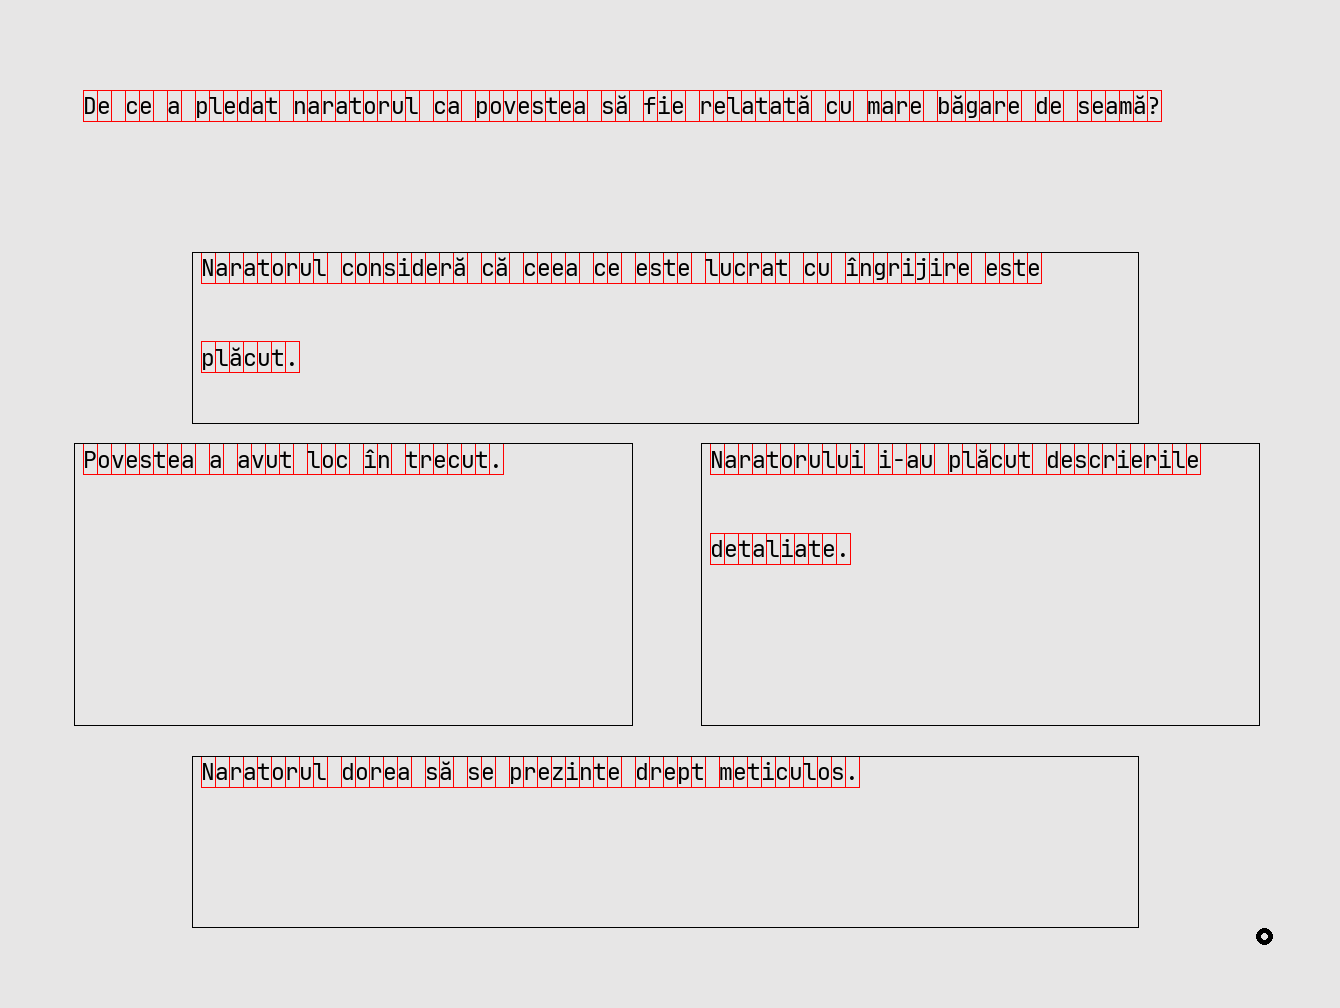 De ce a pledat naratorul ca povestea să fie relatată cu mare băgare de seamă?
Naratorul consideră că ceea ce este lucrat cu îngrijire este
plăcut.
Povestea a avut loc în trecut.
Naratorului i-au plăcut descrierile
detaliate.
Naratorul dorea să se prezinte drept meticulos.